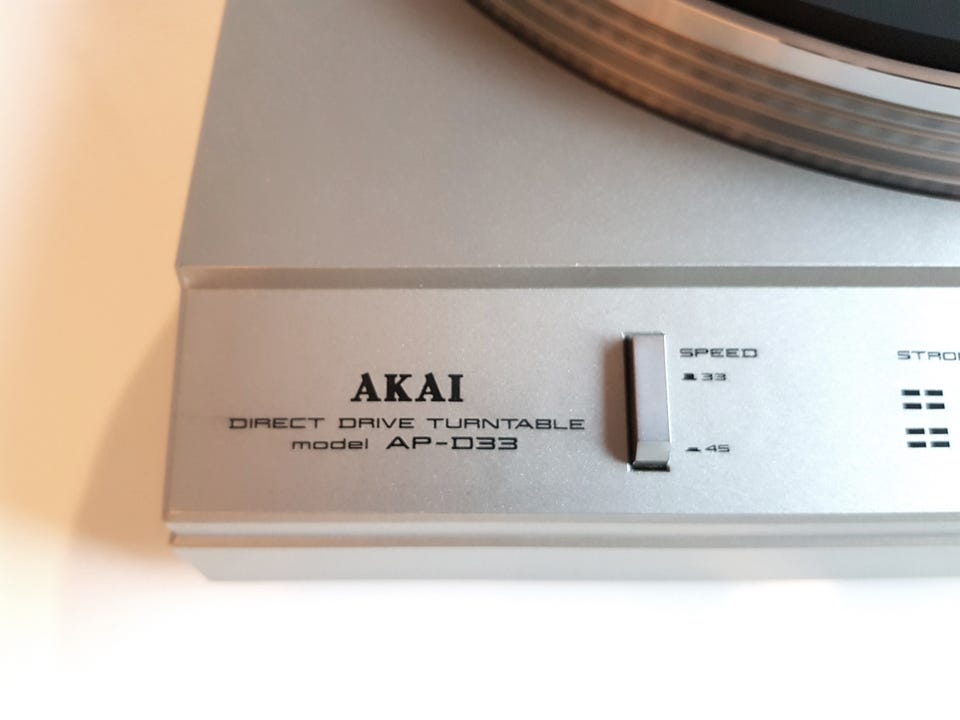 AKAI
DIRECT DRIVE TURNTABLE
model AP-D33
SPEED
33
45